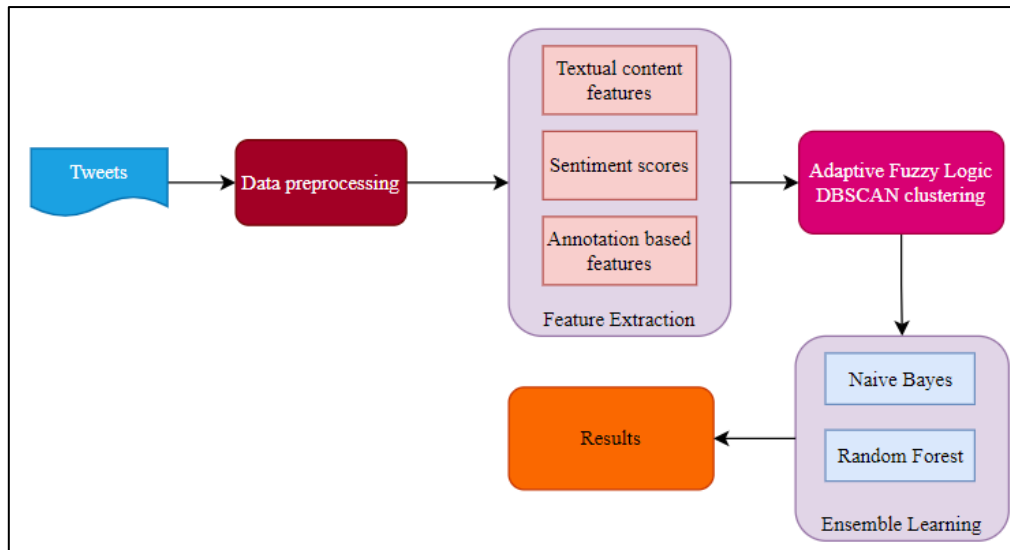 Tweets
Data preprocessing
Textual content
features
Sentiment scores
Annotation based
features
Feature Extraction
Adaptive Fuzzy Logic
DBSCAN clustering
Naive Bayes
Random Forest
Ensemble Learning
Results